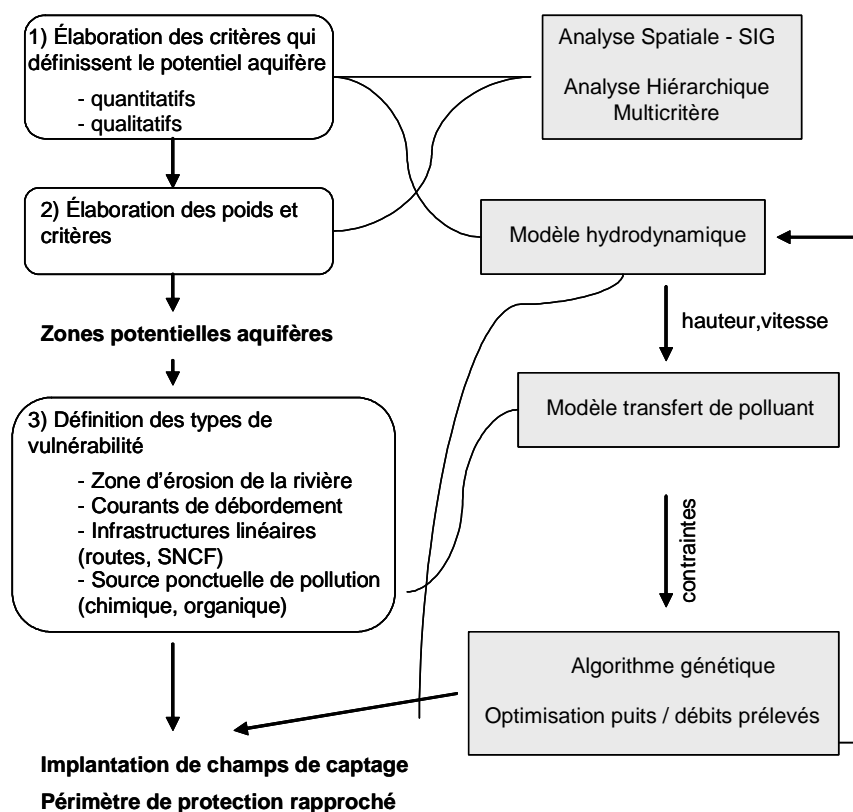 1) Élaboration des critères qui
définissent le potentiel aquifère
- quantitatifs
- qualitatifs
Analyse Spatiale - SIG
Analyse Hiérarchique
Multicritère
2) Élaboration des poids et
critères
Modèle hydrodynamique
Zones potentielles aquifères
hauteur,vitesse
3) Définition des types de
vulnérabilité
- Zone d'érosion de la rivière
- Courants de débordement
- Infrastructures linéaires
(routes, SNCF)
- Source ponctuelle de pollution
(chimique, organique)
Modèle transfert de polluant
contraintes
Algorithme génétique
Optimisation puits / débits prélevés
Implantation de champs de captage
Périmètre de protection rapproché